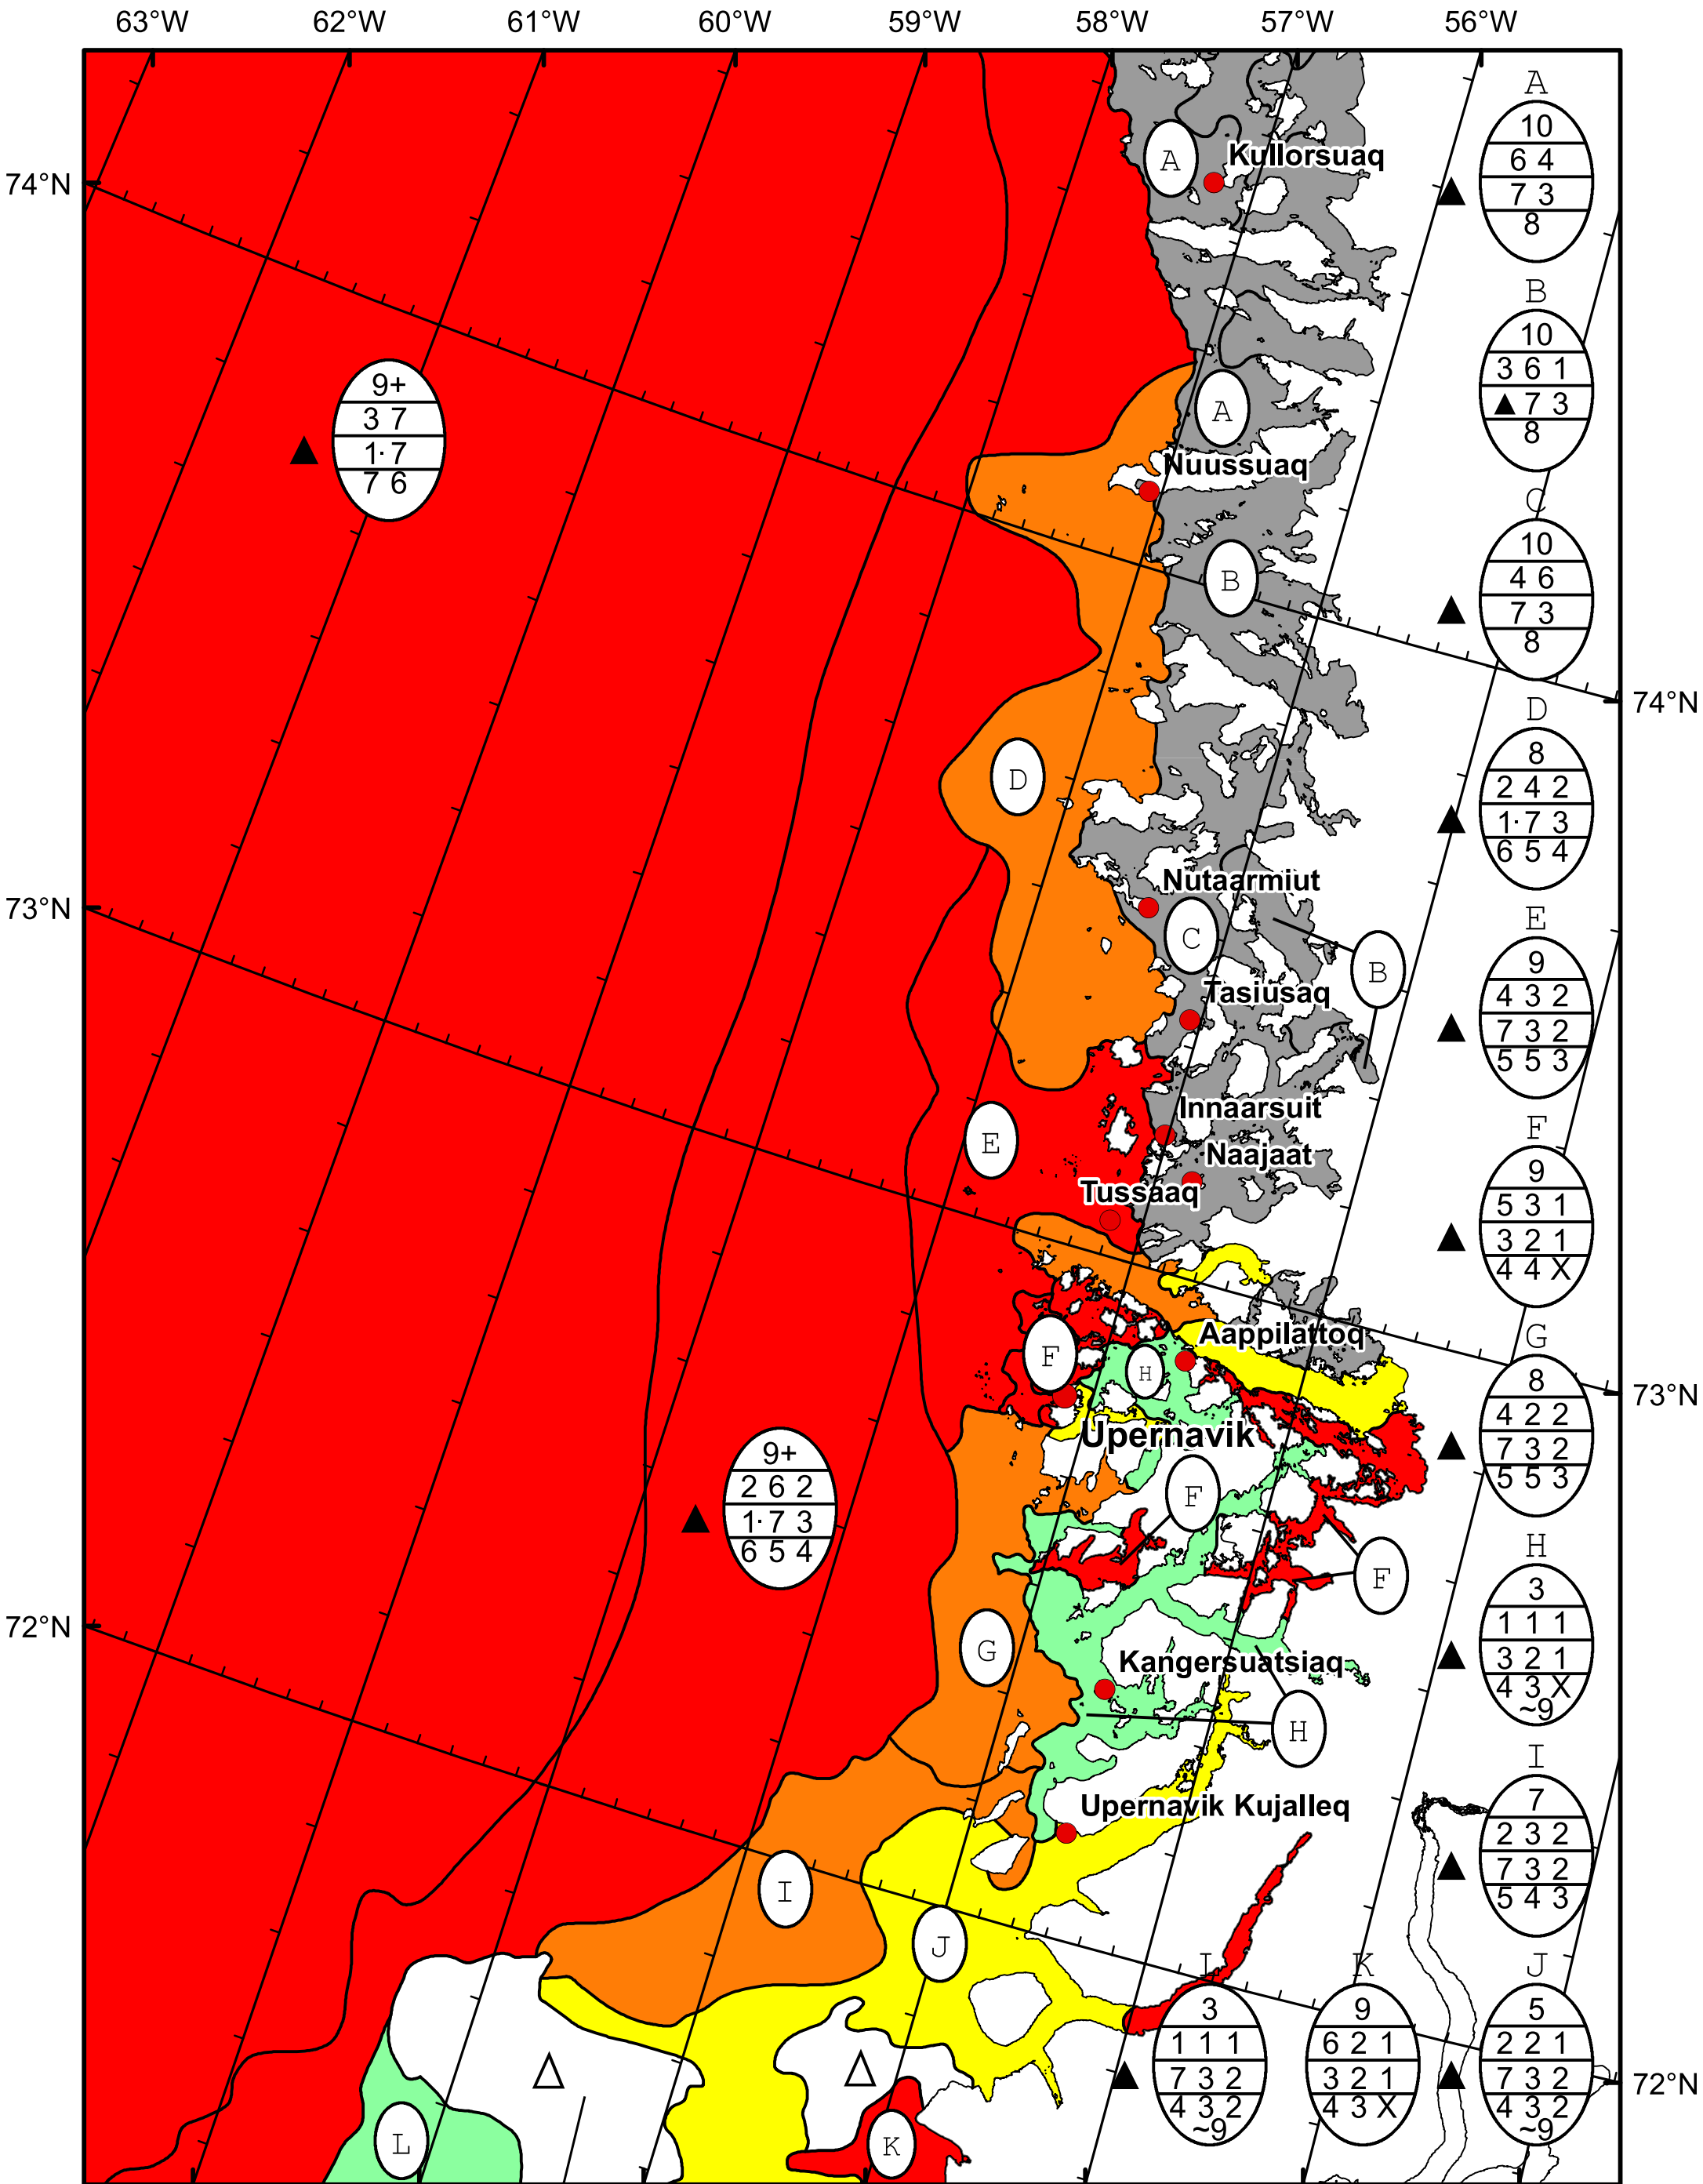 63°W 62°W 61°W 60°W 59°W 58°W 57°W 56°W
74°N
73°N
72°N
74°N
73°N
72°N
Kullorsuaq
Nuussuaq
Nutaarmiut
Tasiusaq
Innaarsuit
Naajaat
Tussaaq
Aappilattoq
Upernavik
Kangersuatsiaq
Upernavik Kujalleq
A
A
B
D
C
B
E
F
H
F
F
G
H
I
J
L
K
9+
3 7
1· 7
7 6
9+
2 6 2
1· 7 3
6 5 4
A
10
6 4
7 3
8
B
10
3 6 1
▲ 7 3
8
C
10
4 6
7 3
8
D
8
2 4 2
1· 7 3
6 5 4
E
9
4 3 2
7 3 2
5 5 3
F
9
5 3 1
3 2 1
4 4 X
G
8
4 2 2
7 3 2
5 5 3
H
3
1 1 1
3 2 1
4 3 X
~9
I
7
2 3 2
7 3 2
5 4 3
L
3
1 1 1
7 3 2
4 3 2
~9
K
9
6 2 1
3 2 1
4 3 X
J
5
2 2 1
7 3 2
4 3 2
~9